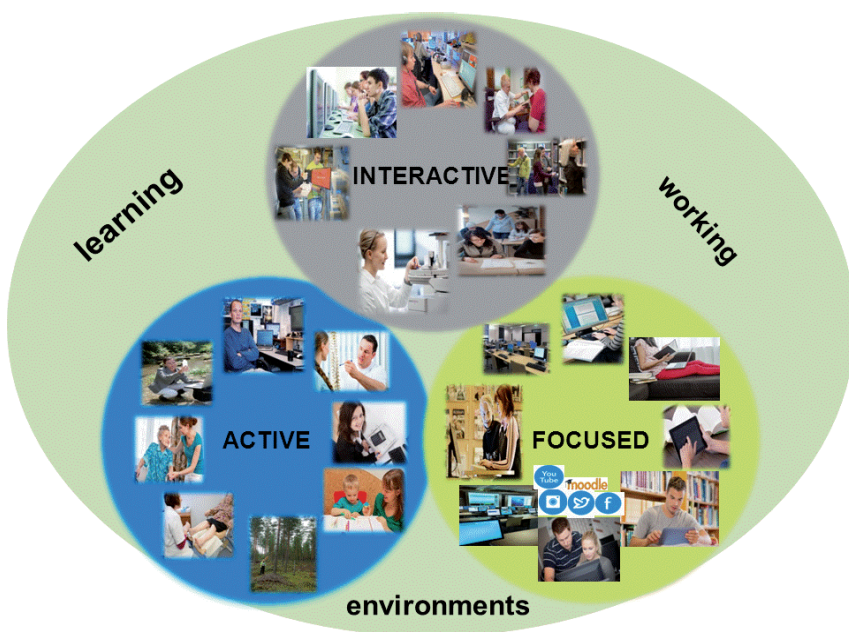 INTERACTIVE
learning
working
ACTIVE
FOCUSED
You
Tube
moodle
f
environments